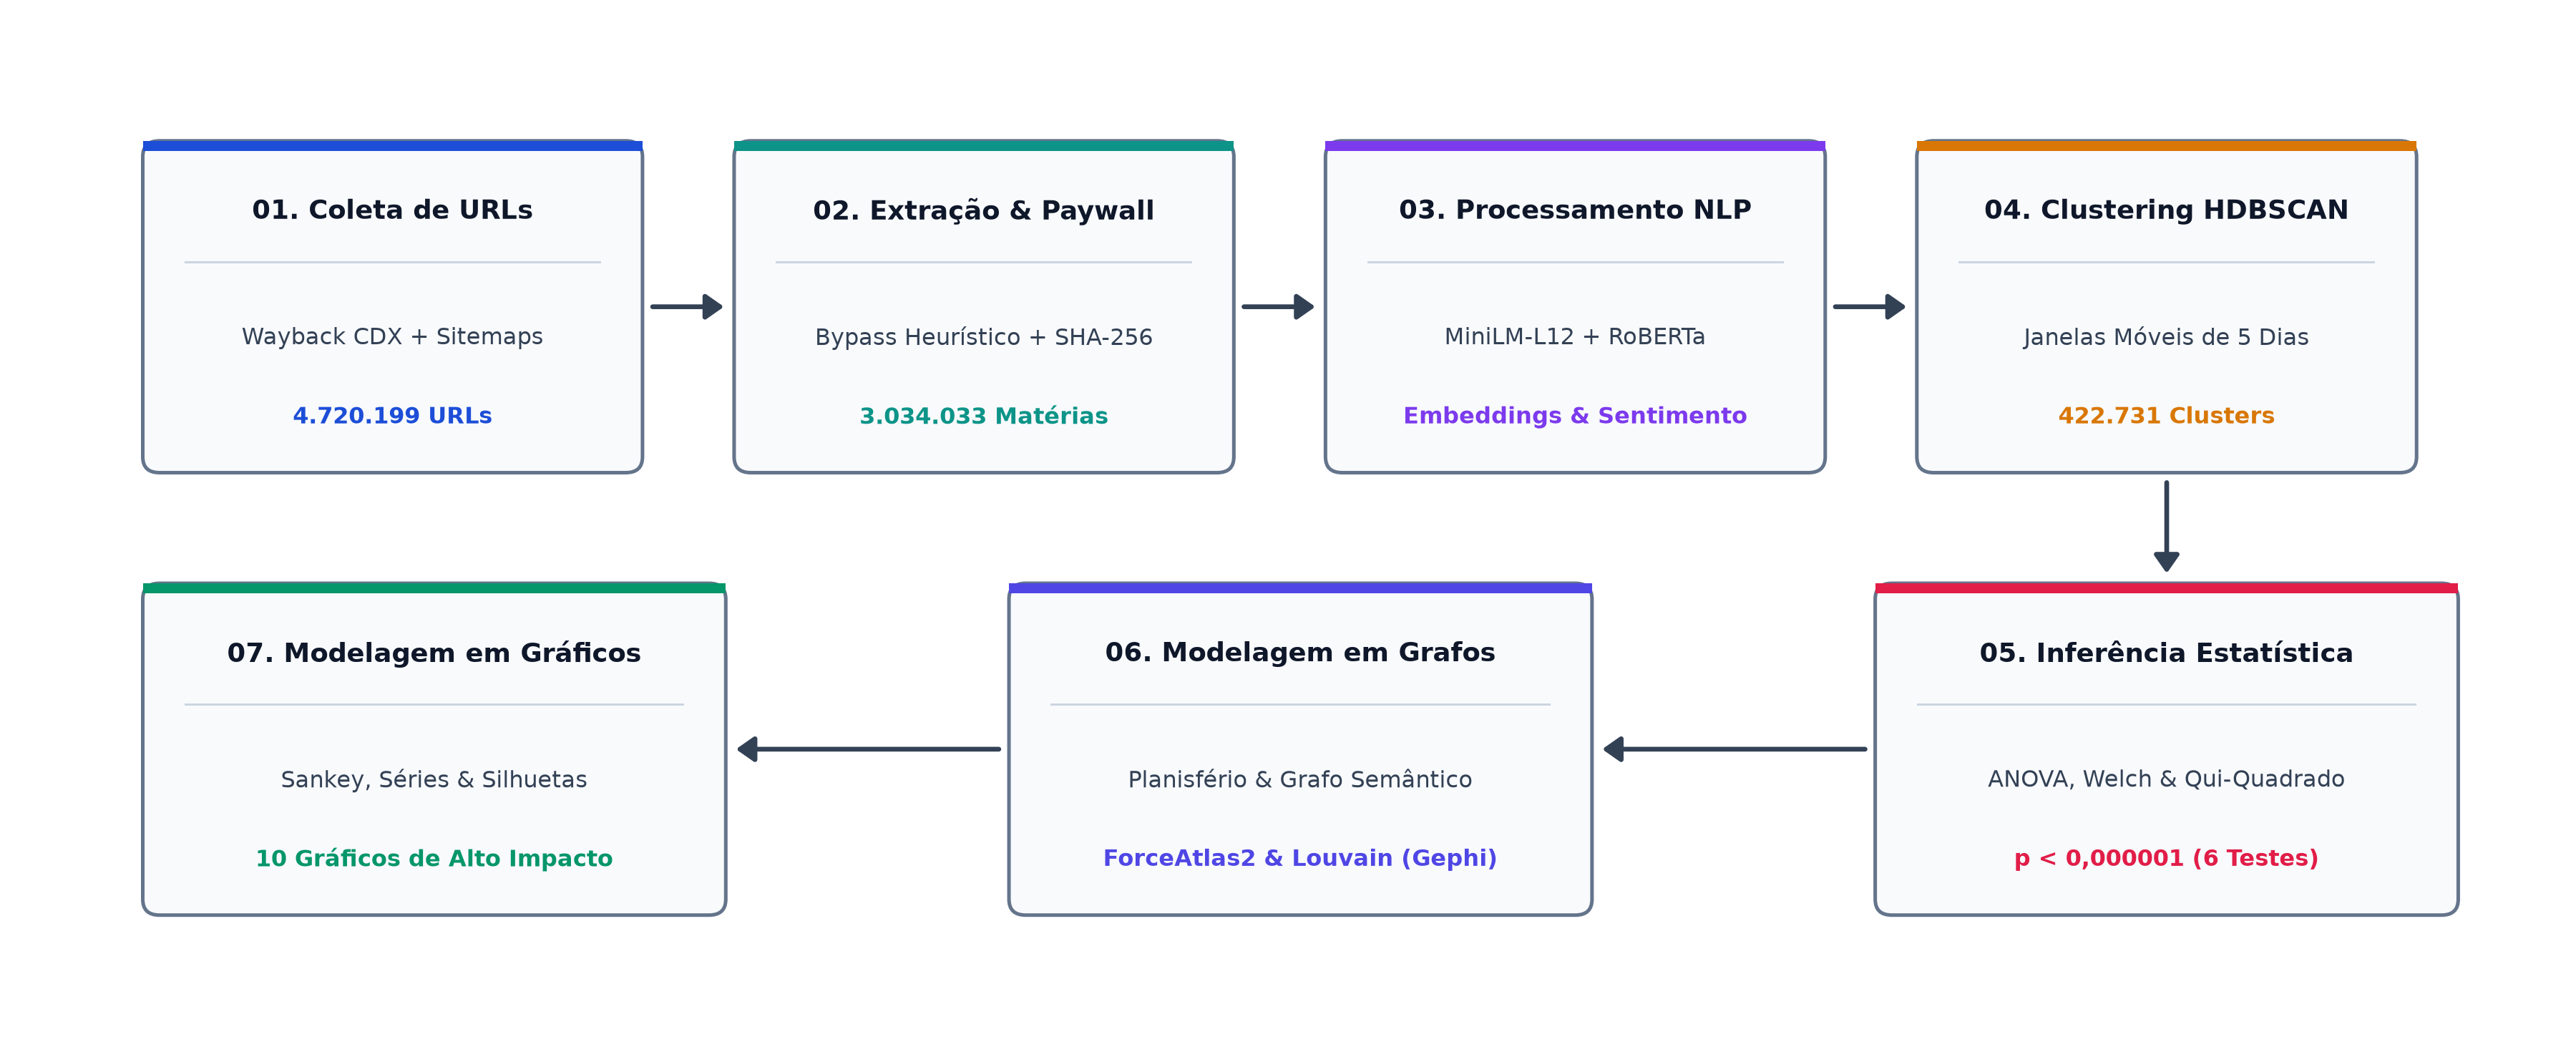 01. Coleta de URLs
Wayback CDX + Sitemaps
4.720.199 URLs
02. Extração & Paywall
Bypass Heurístico + SHA-256
3.034.033 Matérias
03. Processamento NLP
MiniLM-L12 + RoBERTa
Embeddings & Sentimento
04. Clustering HDBSCAN
Janelas Móveis de 5 Dias
422.731 Clusters
05. Inferência Estatística
ANOVA, Welch & Qui-Quadrado
p < 0,000001 (6 Testes)
06. Modelagem em Grafos
Planisfério & Grafo Semântico
ForceAtlas2 & Louvain (Gephi)
07. Modelagem em Gráficos
Sankey, Séries & Silhuetas
10 Gráficos de Alto Impacto